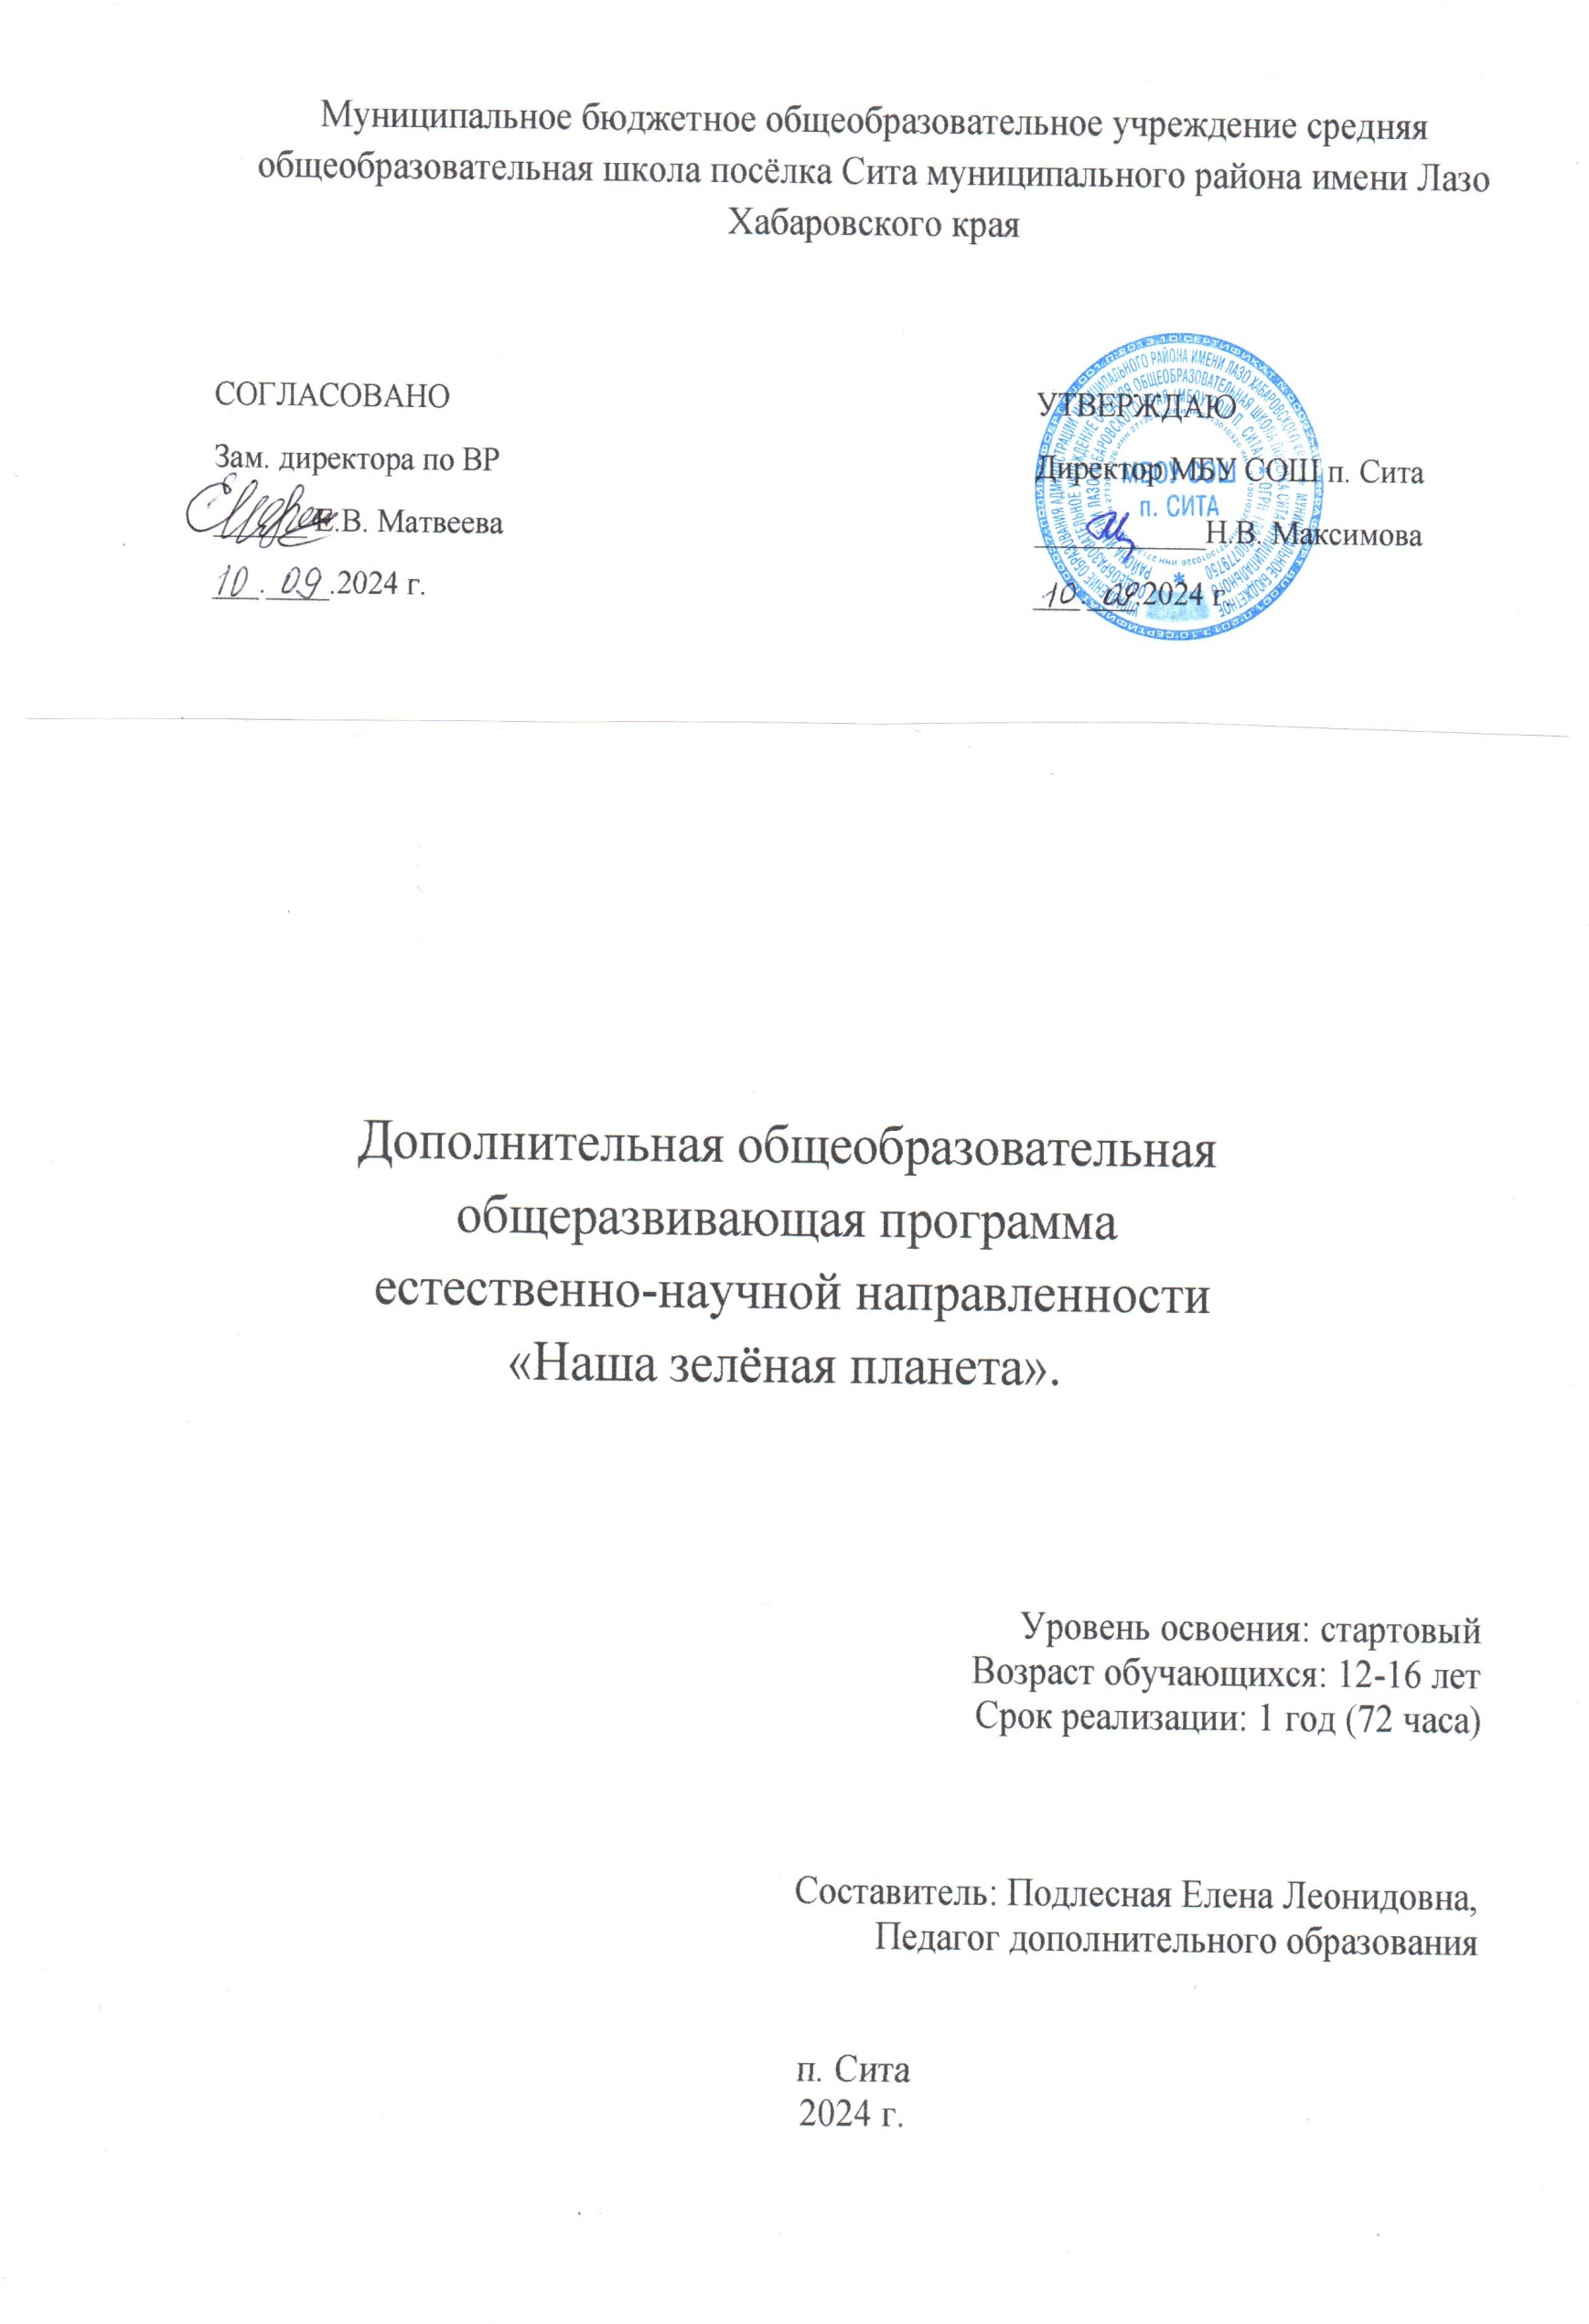 Муниципальное бюджетное общеобразовательное учреждение средняя
общеобразовательная школа посёлка Сита муниципального района имени Лазо
Хабаровского края
СОГЛАСОВАНО
Зам. директора по ВР
Е.В. Матвеева
10.09.2024 г.
УТВЕРЖДАЮ
Директор МБУ СОШ п. Сита
Н.В. Максимова
10.09.2024 г.
МБОУ СОШ
п. СИТА
Дополнительная общеобразовательная
общеразвивающая программа
естественно-научной направленности
«Наша зелёная планета».
Уровень освоения: стартовый
Возраст обучающихся: 12-16 лет
Срок реализации: 1 год (72 часа)
Составитель: Подлесная Елена Леонидовна,
Педагог дополнительного образования
п. Сита
2024 г.